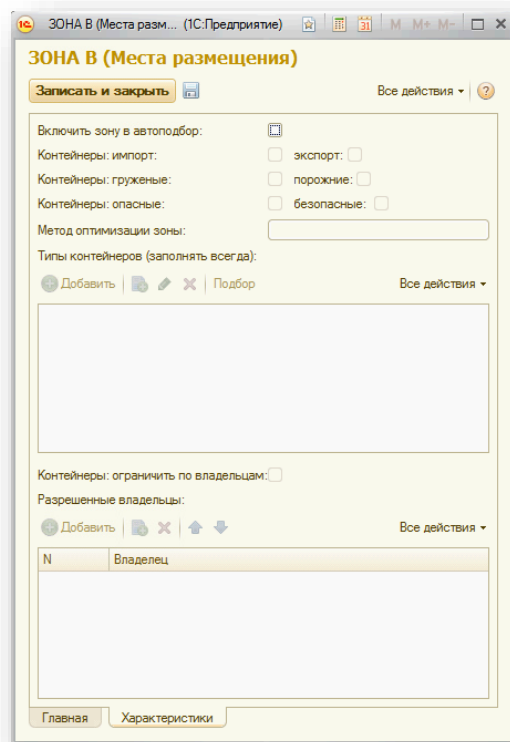 1С ЗОНА В (Места разм... (1С:Предприятие) 31 M M+ M-
ЗОНА В (Места размещения)
Записать и закрыть Все действия ?
Включить зону в автоподбор:
Контейнеры: импорт: экспорт:
Контейнеры: груженые: порожние:
Контейнеры: опасные: безопасные:
Метод оптимизации зоны:
Типы контейнеров (заполнять всегда):
Добавить Подбор Все действия
Контейнеры: ограничить по владельцам:
Разрешенные владельцы:
Добавить Все действия
N Владелец
Главная Характеристики